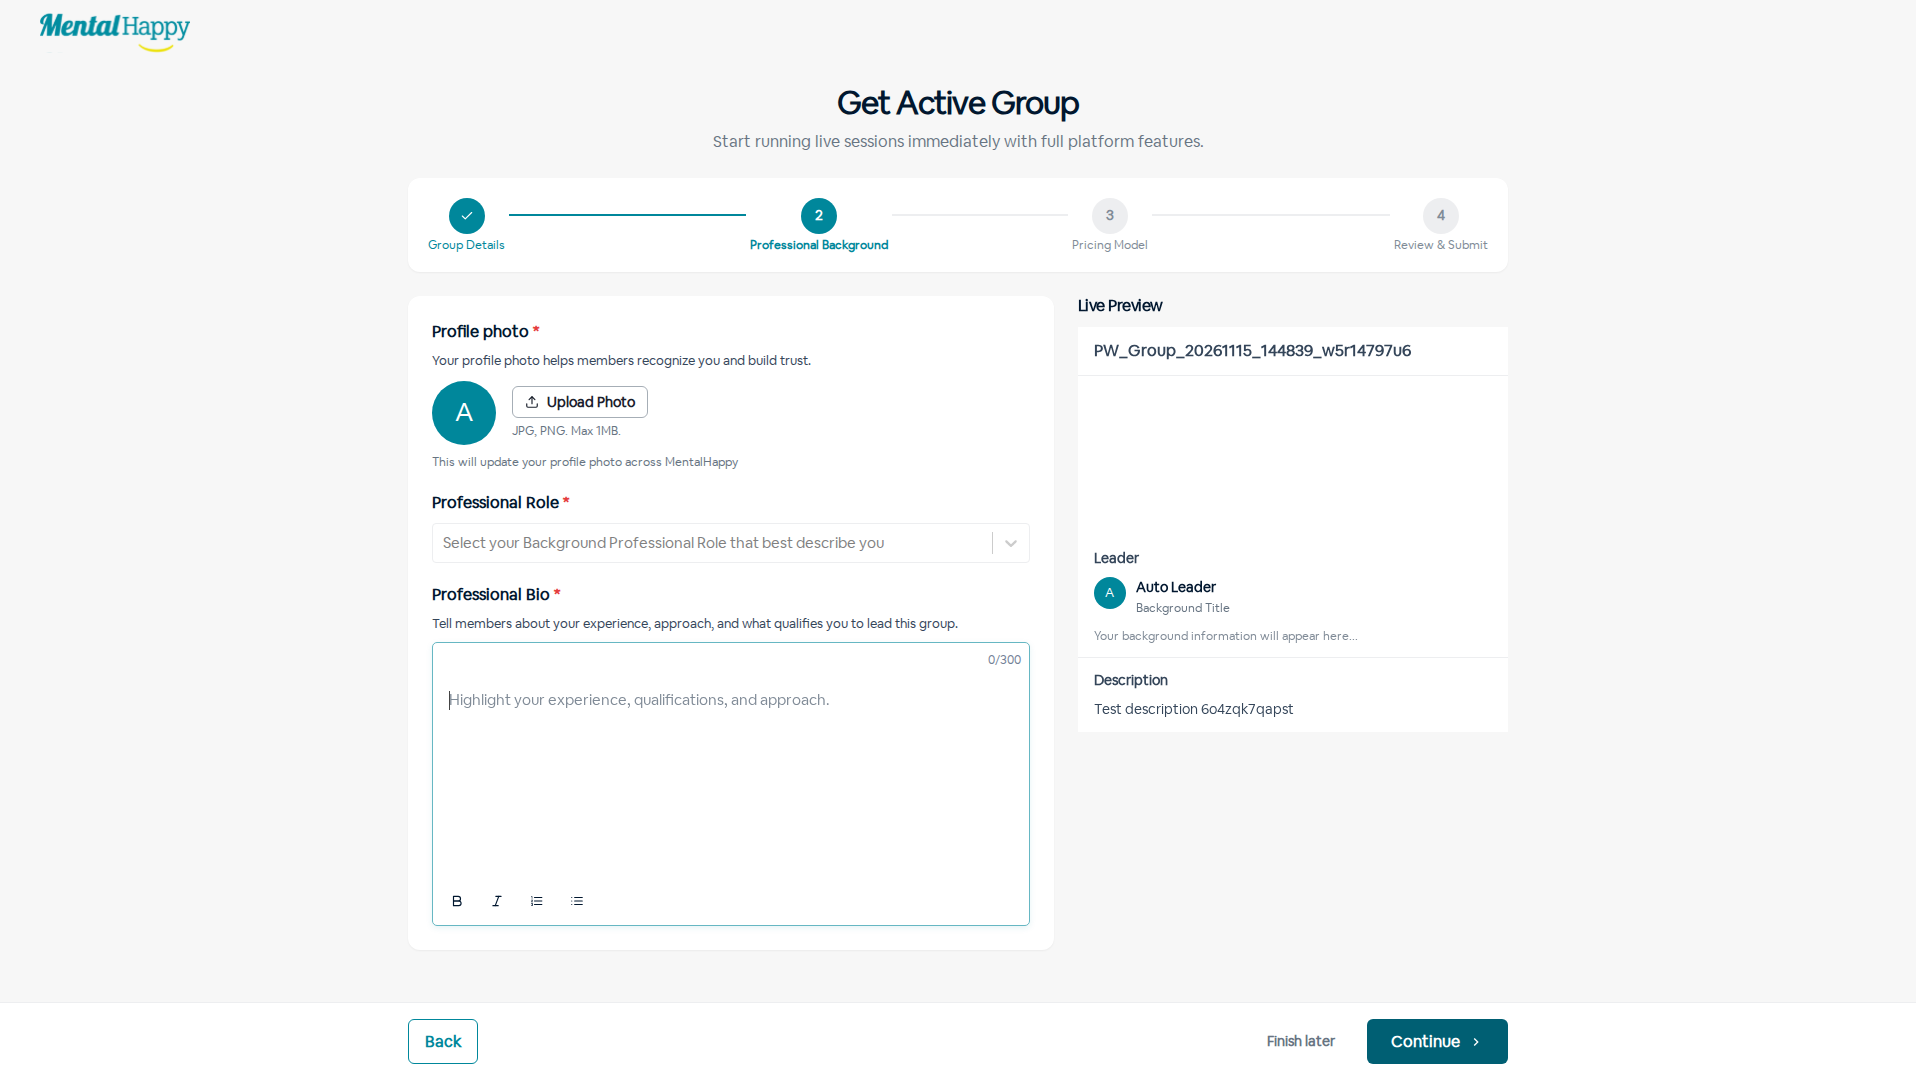 Mental Happy
Get Active Group
Start running live sessions immediately with full platform features.
Group Details
2
Professional Background
3
Pricing Model
4
Review & Submit
Profile photo *
Your profile photo helps members recognize you and build trust.
A
Upload Photo
JPG, PNG. Max 1MB.
This will update your profile photo across MentalHappy
Professional Role *
Select your Background Professional Role that best describe you
Professional Bio *
Tell members about your experience, approach, and what qualifies you to lead this group.
0/300
Highlight your experience, qualifications, and approach.
Live Preview
PW_Group_20261115_144839_w5r14797u6
Leader
A
Auto Leader
Background Title
Your background information will appear here...
Description
Test description 6o4zqk7qapst
Back
Finish later
Continue